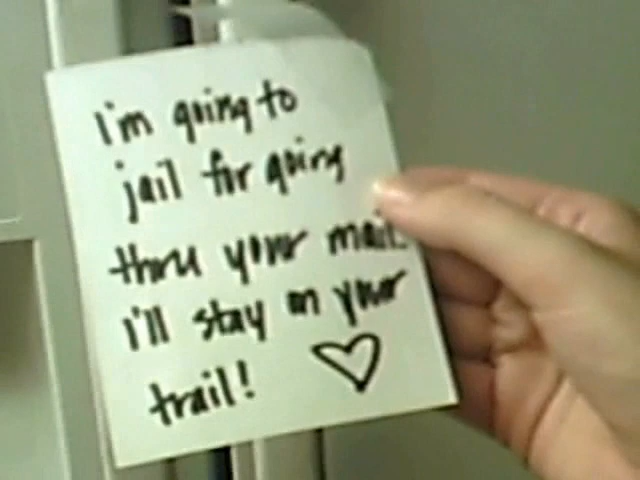 i'm going to
jail for going
thru your mail.
i'll stay on your
trail!